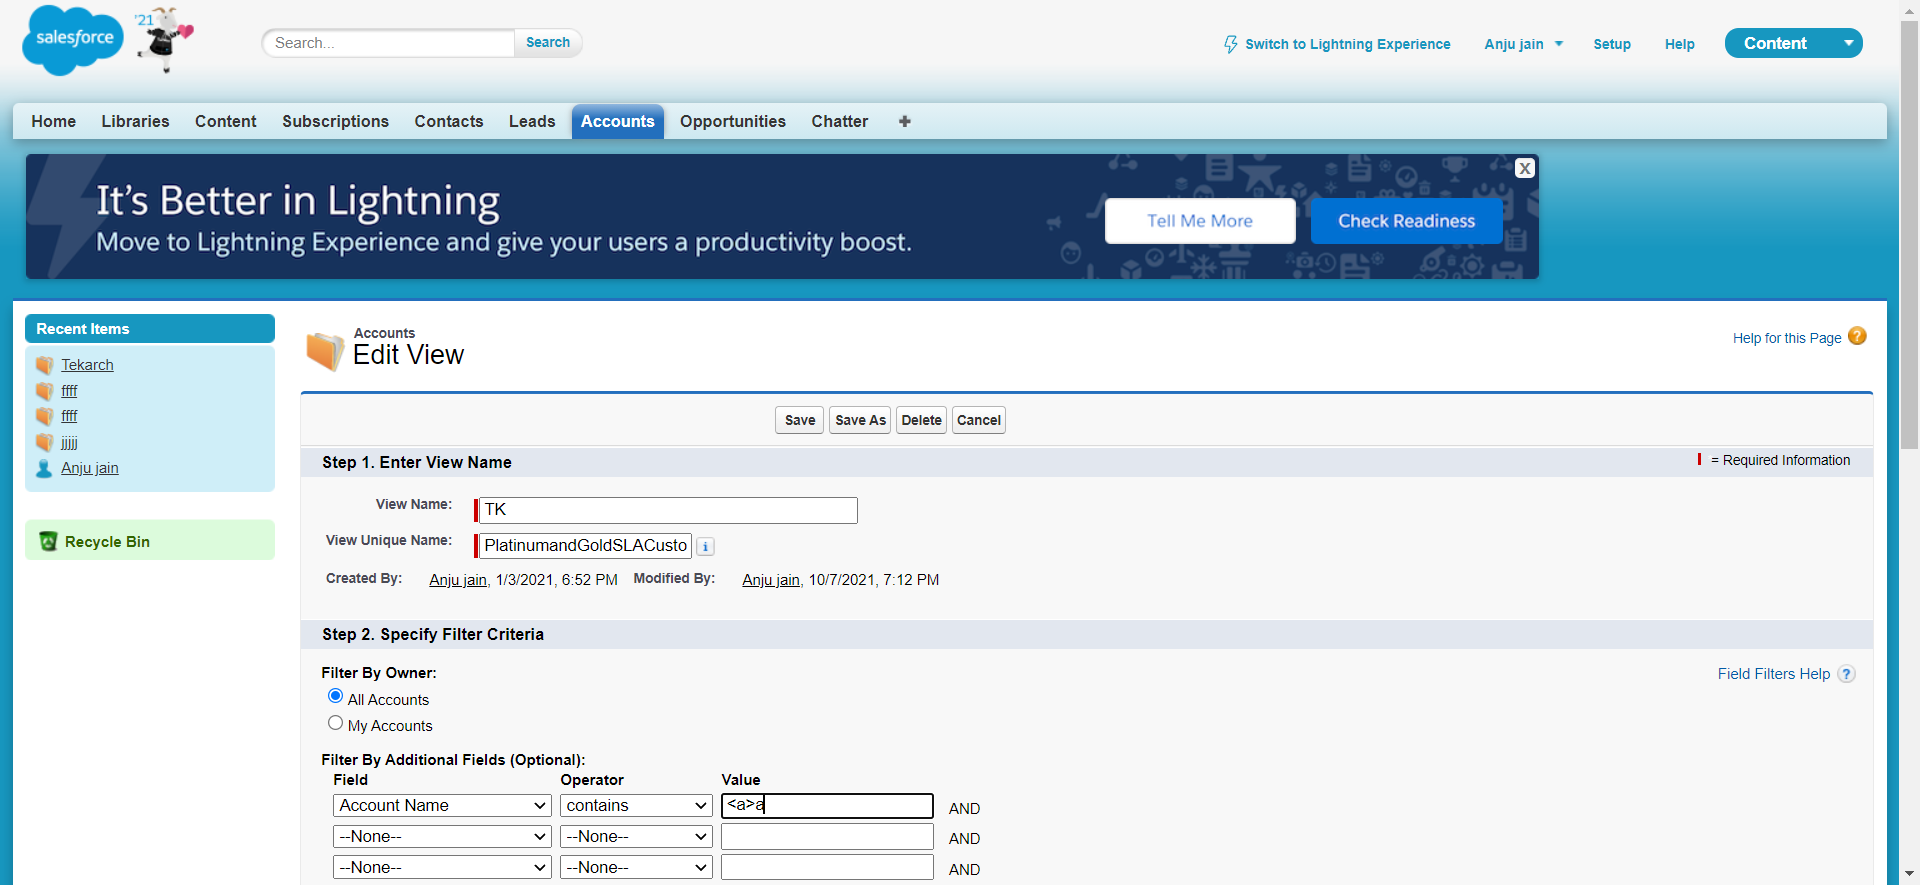 salesforce
'21
Search...
Search
Switch to Lightning Experience
Anju jain
Setup
Help
Content
Home
Libraries
Content
Subscriptions
Contacts
Leads
Accounts
Opportunities
Chatter
+
It's Better in Lightning
Move to Lightning Experience and give your users a productivity boost.
Tell Me More
Check Readiness
X
Recent Items
Tekarch
ffff
ffff
jjjjj
Anju jain
Recycle Bin
Accounts
Edit View
Help for this Page ?
Save
Save As
Delete
Cancel
Step 1. Enter View Name
= Required Information
View Name:
TK
View Unique Name:
PlatinumandGoldSLACusto
i
Created By: Anju jain, 1/3/2021, 6:52 PM Modified By: Anju jain, 10/7/2021, 7:12 PM
Step 2. Specify Filter Criteria
Filter By Owner:
Field Filters Help ?
All Accounts
My Accounts
Filter By Additional Fields (Optional):
Field Operator Value
Account Name contains <a>a AND
--None-- --None-- AND
--None-- --None-- AND